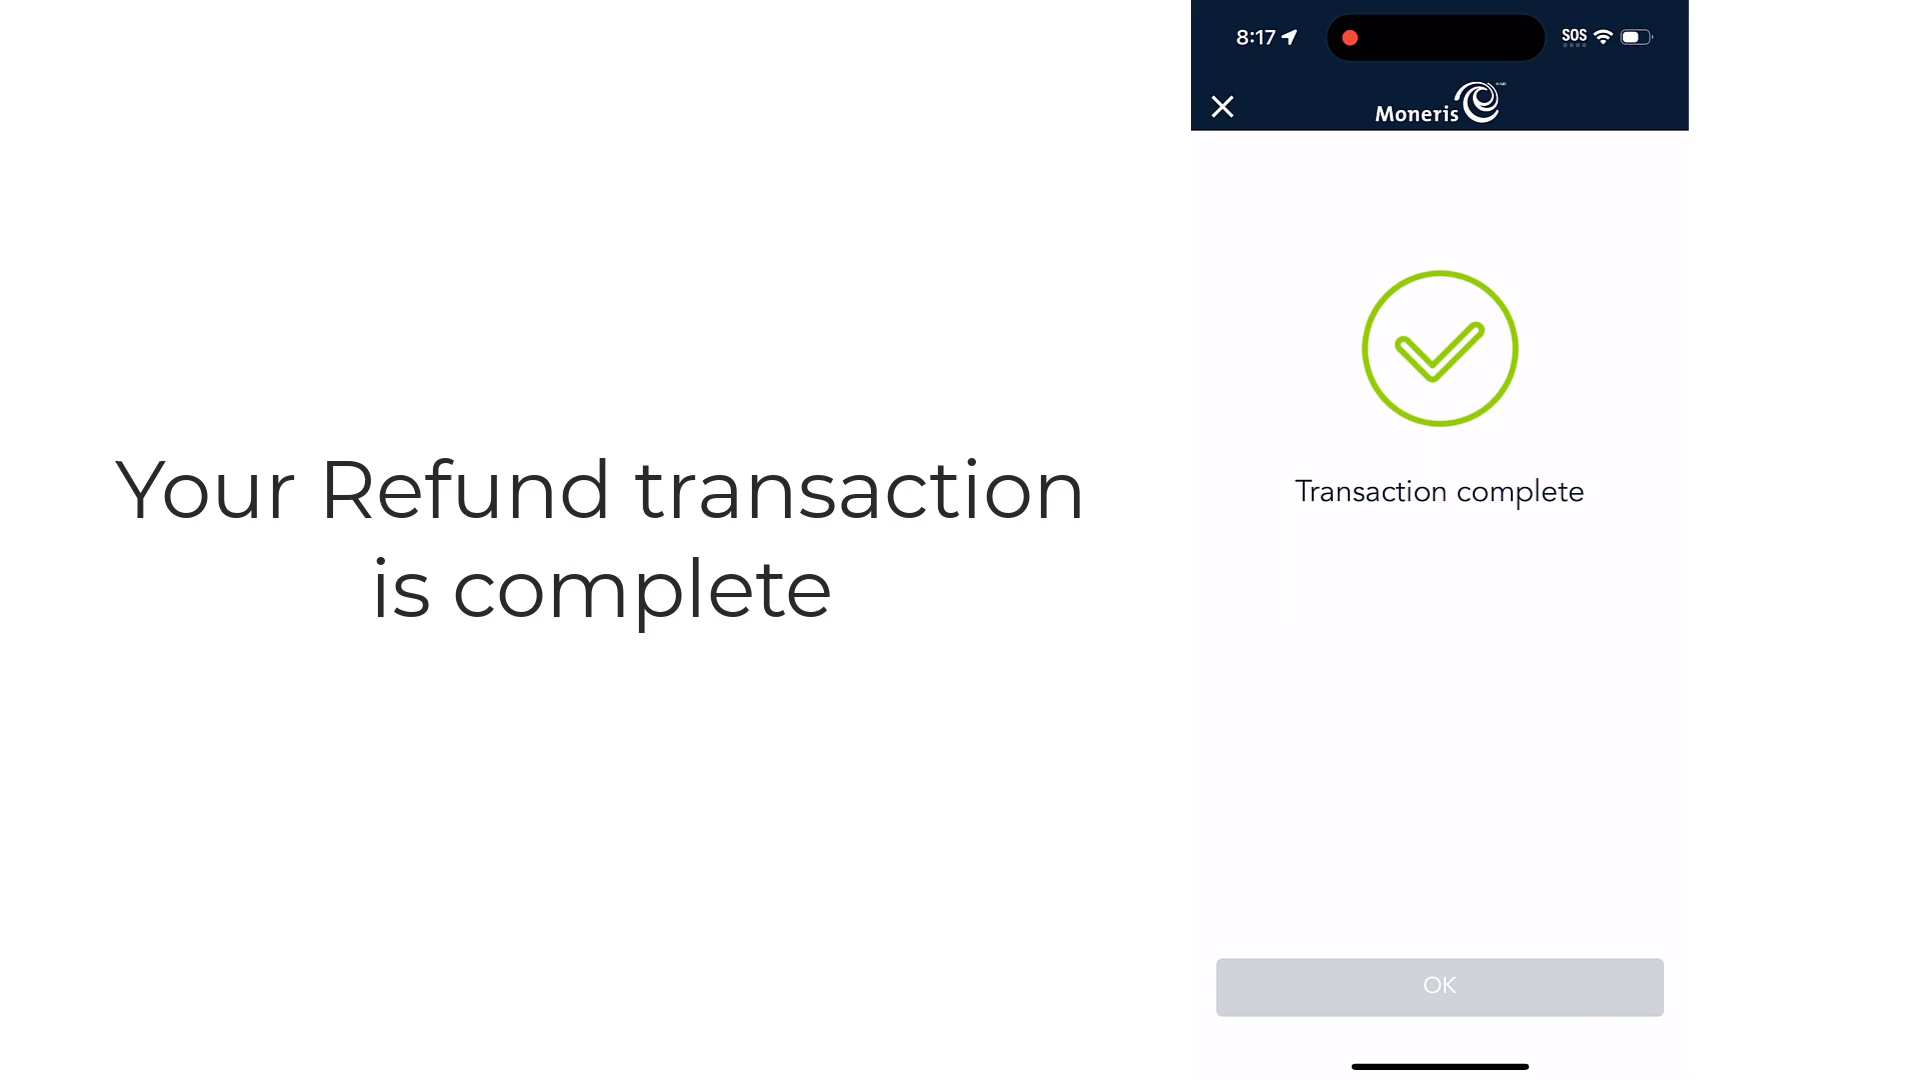 Your Refund transaction
is complete
8:17
SOS
Moneris
Transaction complete
OK